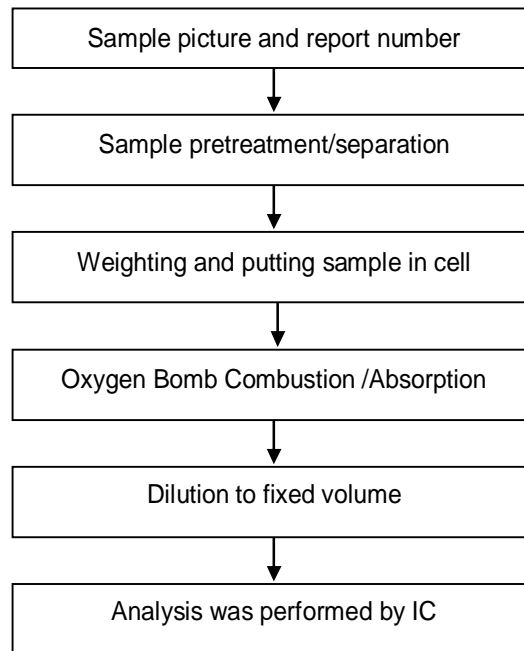 Sample picture and report number
Sample pretreatment/separation
Weighting and putting sample in cell
Oxygen Bomb Combustion /Absorption
Dilution to fixed volume
Analysis was performed by IC